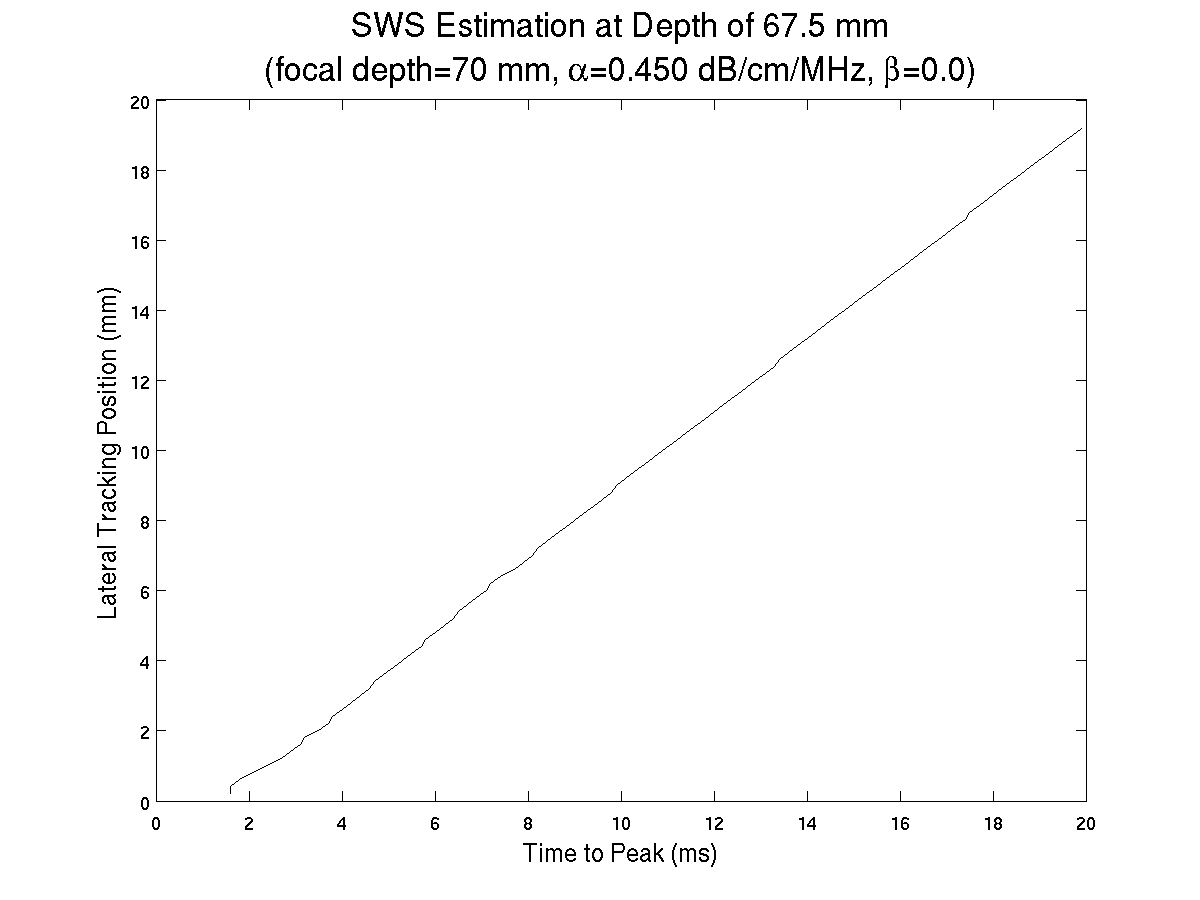 SWS Estimation at Depth of 67.5 mm
(focal depth=70 mm, α=0.450 dB/cm/MHz, β=0.0)
Lateral Tracking Position (mm)
20
18
16
14
12
10
8
6
4
2
0
0 2 4 6 8 10 12 14 16 18 20
Time to Peak (ms)